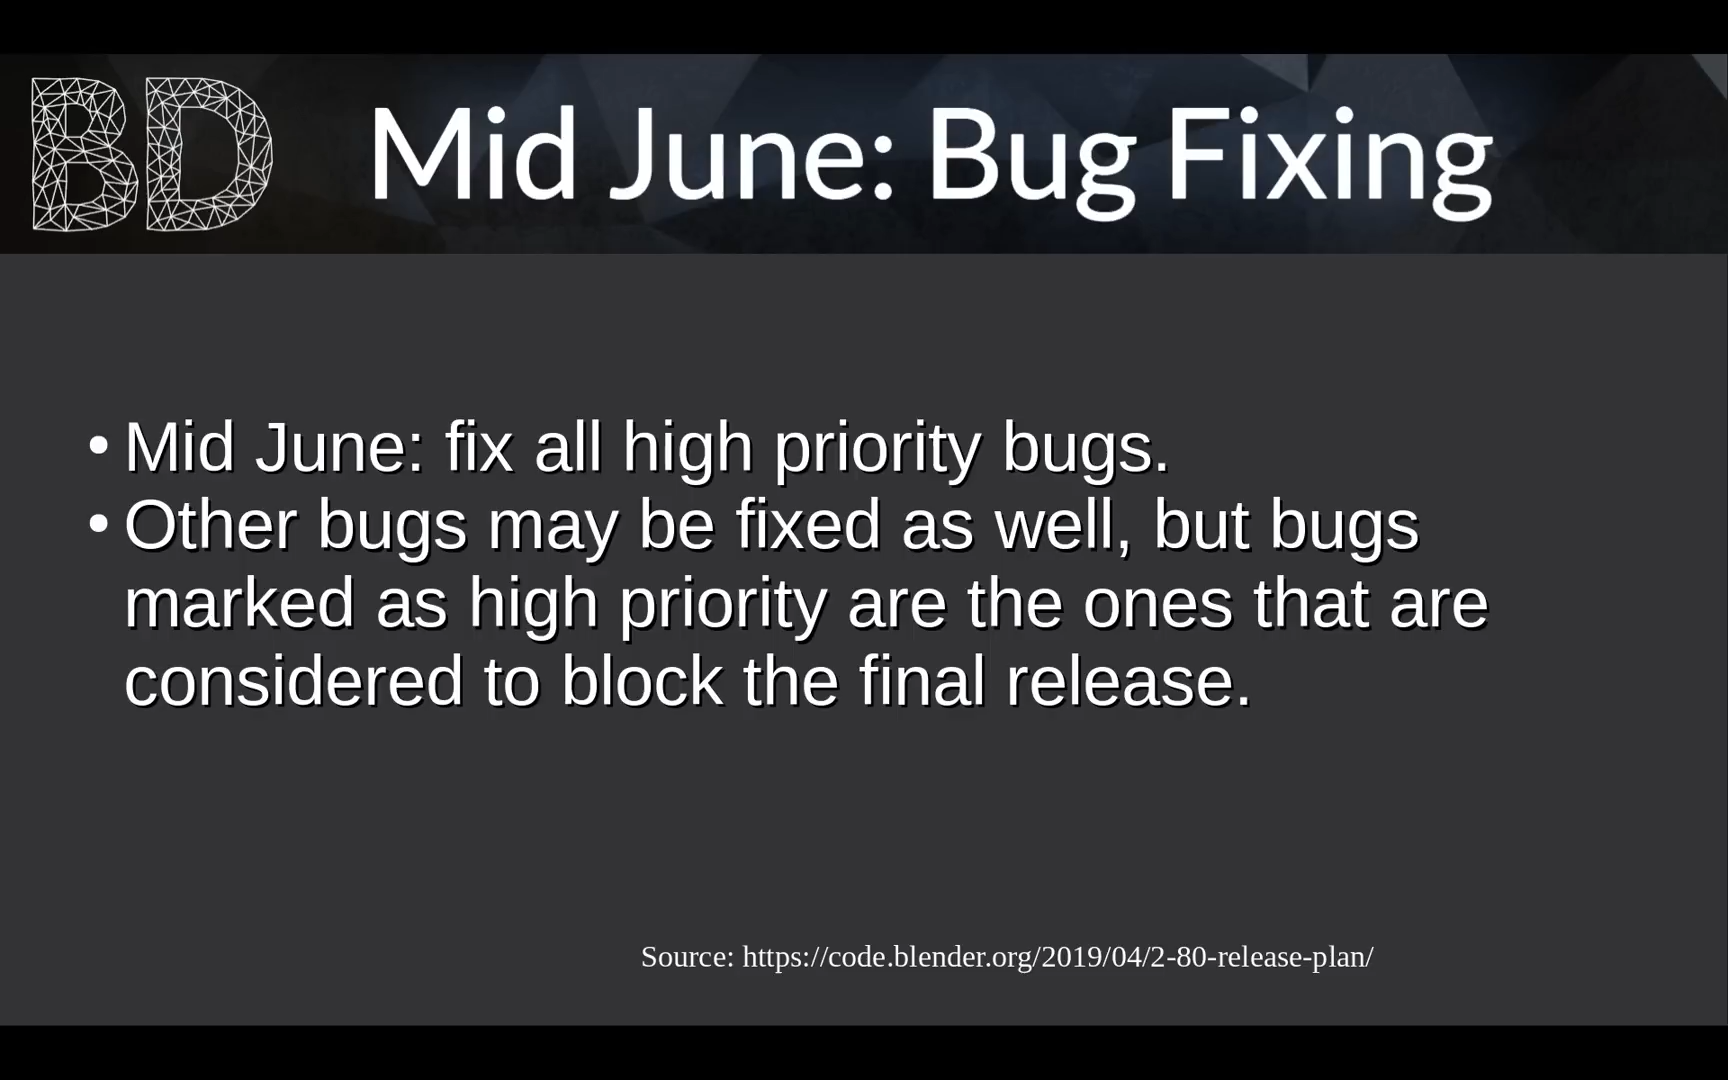 BD
Mid June: Bug Fixing
• Mid June: fix all high priority bugs.
• Other bugs may be fixed as well, but bugs
marked as high priority are the ones that are
considered to block the final release.
Source: https://code.blender.org/2019/04/2-80-release-plan/